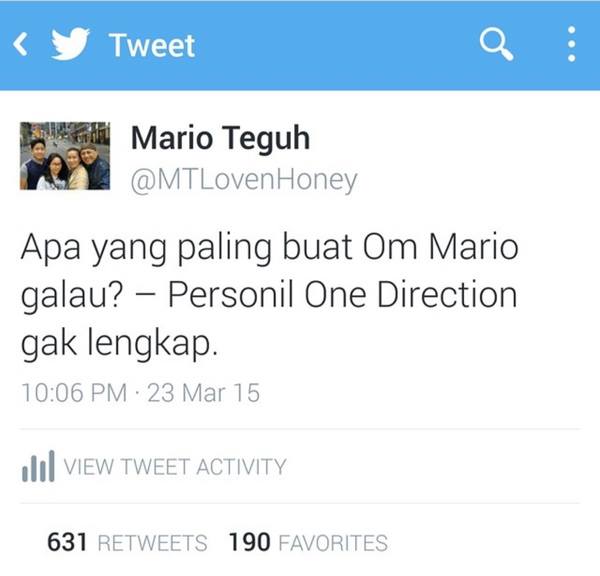 Tweet
Mario Teguh
@MTLovenHoney
Apa yang paling buat Om Mario
galau? – Personil One Direction
gak lengkap.
10:06 PM · 23 Mar 15
VIEW TWEET ACTIVITY
631 RETWEETS 190 FAVORITES